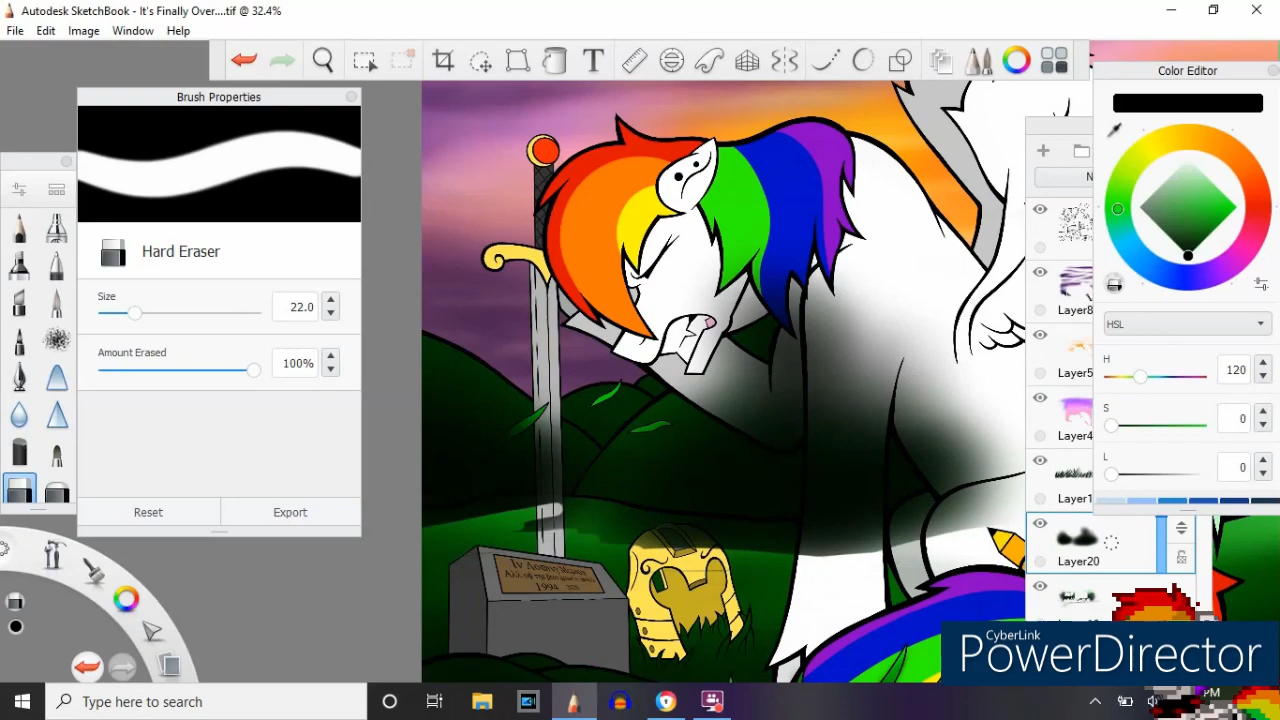 Autodesk SketchBook - It's Finally Over....tif @ 32.4%
File Edit Image Window Help
T
Brush Properties
Color Editor
Hard Eraser
Size
22.0
Amount Erased
100%
Reset
Export
HSL
H
120
S
0
L
0
N
Layer8
Layer5
Layer4
Layer1
Layer20
1994
CyberLink
PowerDirector
Type here to search
PM